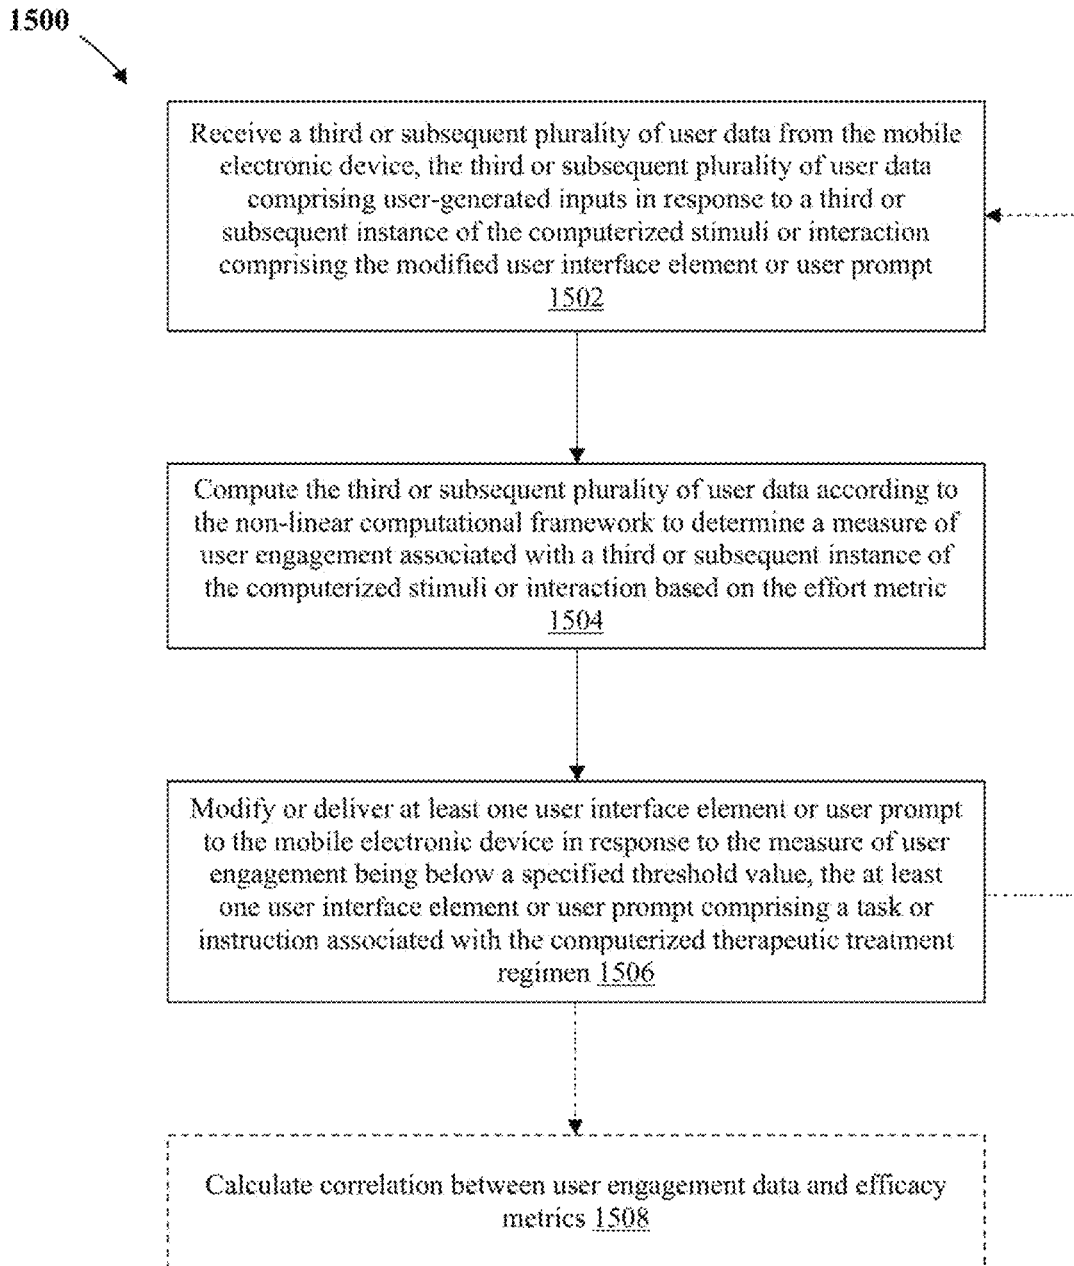 1500
Receive a third or subsequent plurality of user data from the mobile
electronic device, the third or subsequent plurality of user data
comprising user-generated inputs in response to a third or
subsequent instance of the computerized stimuli or interaction
comprising the modified user interface element or user prompt
1502
Compute the third or subsequent plurality of user data according to
the non-linear computational framework to determine a measure of
user engagement associated with a third or subsequent instance of
the computerized stimuli or interaction based on the effort metric
1504
Modify or deliver at least one user interface element or user prompt
to the mobile electronic device in response to the measure of user
engagement being below a specified threshold value, the at least
one user interface element or user prompt comprising a task or
instruction associated with the computerized therapeutic treatment
regimen 1506
Calculate correlation between user engagement data and efficacy
metrics 1508